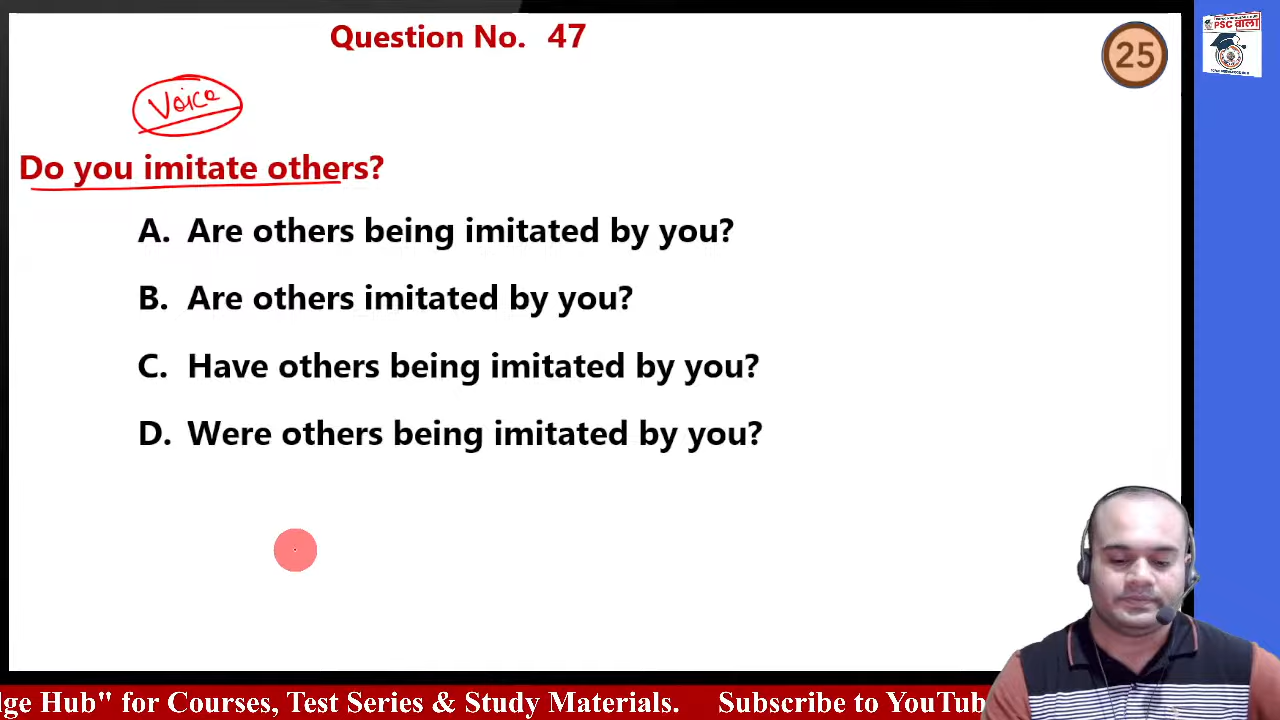 Question No. 47
25
PSC वाला
Voice
Do you imitate others?
A. Are others being imitated by you?
B. Are others imitated by you?
C. Have others being imitated by you?
D. Were others being imitated by you?
dge Hub" for Courses, Test Series & Study Materials. Subscribe to YouTub